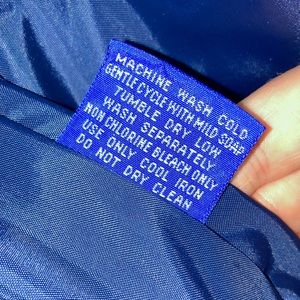 MACHINE WASH COLD
GENTLE CYCLE WITH MILD SOAP
TUMBLE DRY LOW
WASH SEPARATELY
NON CHLORINE BLEACH ONLY
USE ONLY COOL IRON
DO NOT DRY CLEAN